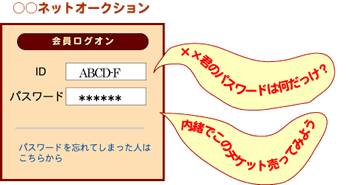 ○○ネットオークション
会員ログオン
ID ABCD-F
パスワード ******
パスワードを忘れてしまった人は
こちらから
××君のパスワードは何だっけ?
内緒でこのチケット売ってみよう